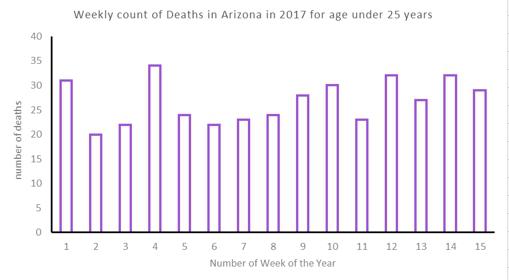 Weekly count of Deaths in Arizona in 2017 for age under 25 years
40
35
30
25
20
15
10
5
0
number of deaths
1 2 3 4 5 6 7 8 9 10 11 12 13 14 15
Number of Week of the Year